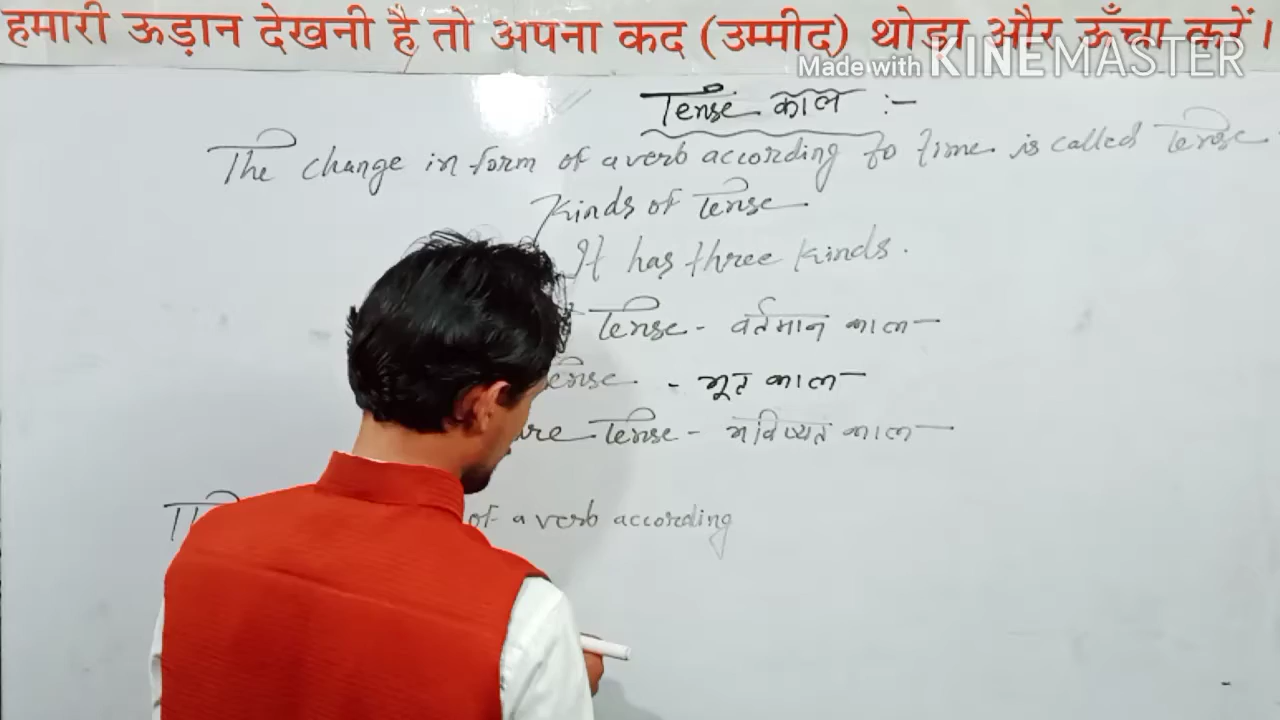 हमारी ऊड़ान देखनी है, तो अपना कद (उम्मीद) थोड़ा और ऊँचा करें।
Made with KINEMASTER
Tense काल :-
The change in form of a verb according to time is called Tense
Kinds of Tense
It has three kinds.
Tense - वर्तमान काल
- भूत काल
Tense - भविष्यत काल
of a verb according